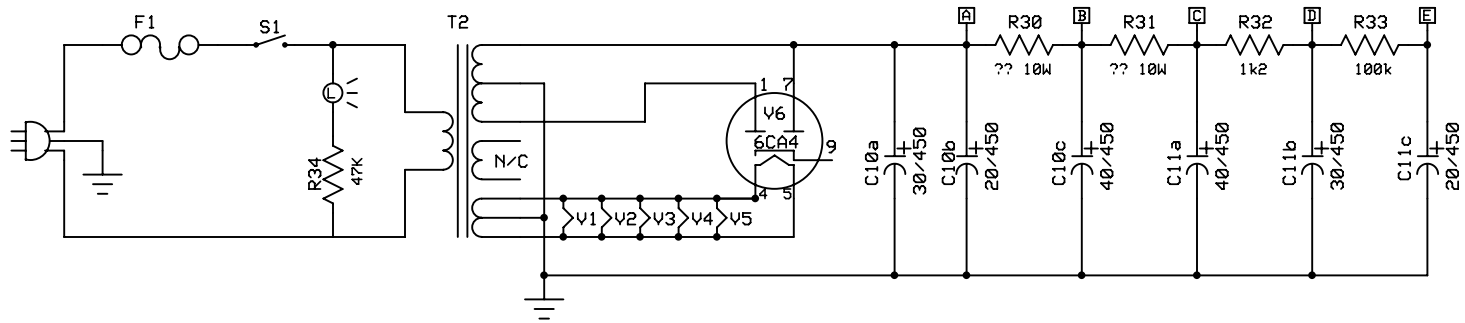 F1
S1
T2
A
R30
B
R31
C
R32
D
R33
E
?? 10W
?? 10W
1k2
100k
L
1 7
V6
6CA4
9
4 5
N/C
R34
47K
V1 V2 V3 V4 V5
C10a
+
30/450
C10b
+
20/450
C10c
+
40/450
C11a
+
40/450
C11b
+
30/450
C11c
+
20/450